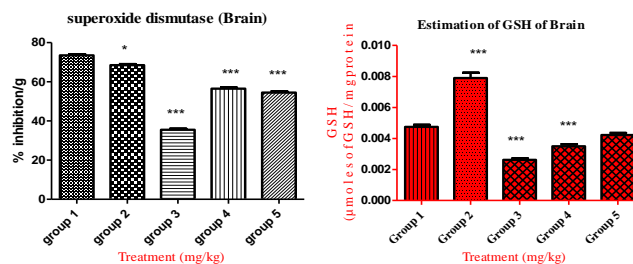 superoxide dismutase (Brain)
% inhibition/g
80
60
40
20
0
*
***
***
***
group 1
group 2
group 3
group 4
group 5
Treatment (mg/kg)
Estimation of GSH of Brain
GSH
(µmoles of GSH/mgprotein
0.010
0.008
0.006
0.004
0.002
0.000
***
***
***
Group 1
Group 2
Group 3
Group 4
Group 5
Treatment (mg/kg)